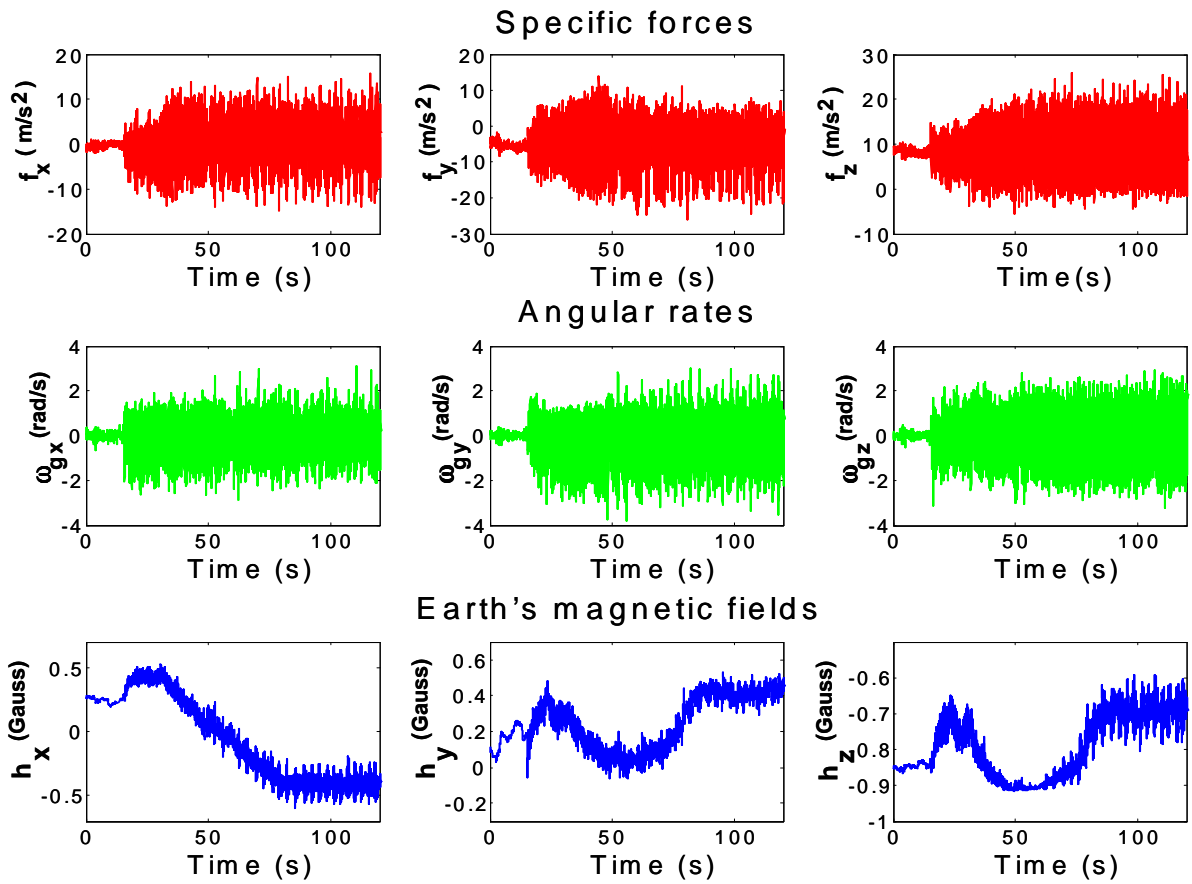 Specific forces
20
10
0
-10
-20
f_x ( m/s²)
0 50 100
Time (s)
20
10
0
-10
-20
-30
f_y (m/s²)
0 50 100
Time (s)
30
20
10
0
-10
f_z (m/s²)
0 50 100
Time(s)
Angular rates
4
2
0
-2
-4
ω_gx (rad/s)
0 50 100
Time (s)
4
2
0
-2
-4
ω_gy (rad/s)
0 50 100
Time (s)
4
2
0
-2
-4
ω_gz (rad/s)
0 50 100
Time (s)
Earth's magnetic fields
0.5
0
-0.5
h_x (Gauss)
0 50 100
Time (s)
0.6
0.4
0.2
0
-0.2
h_y (Gauss)
0 50 100
Time (s)
-0.6
-0.7
-0.8
-0.9
-1
h_z (Gauss)
0 50 100
Time (s)